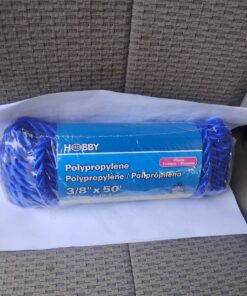 HOBBY
Polypropylene
Polypropylène / Polipropileno
3/8" x 50'